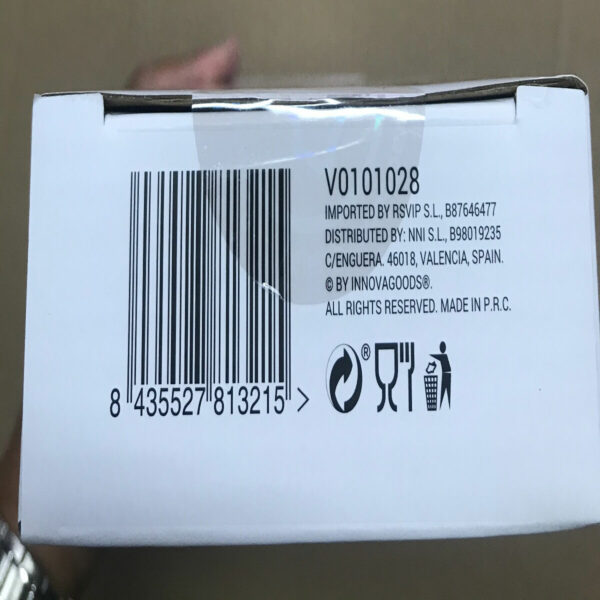 V0101028
IMPORTED BY RSVIP S.L., B87646477
DISTRIBUTED BY: NNI S.L., B98019235
C/ENGUERA. 46018, VALENCIA, SPAIN.
© BY INNOVAGOODS®.
ALL RIGHTS RESERVED. MADE IN P.R.C.
®
8 435527 813215 >